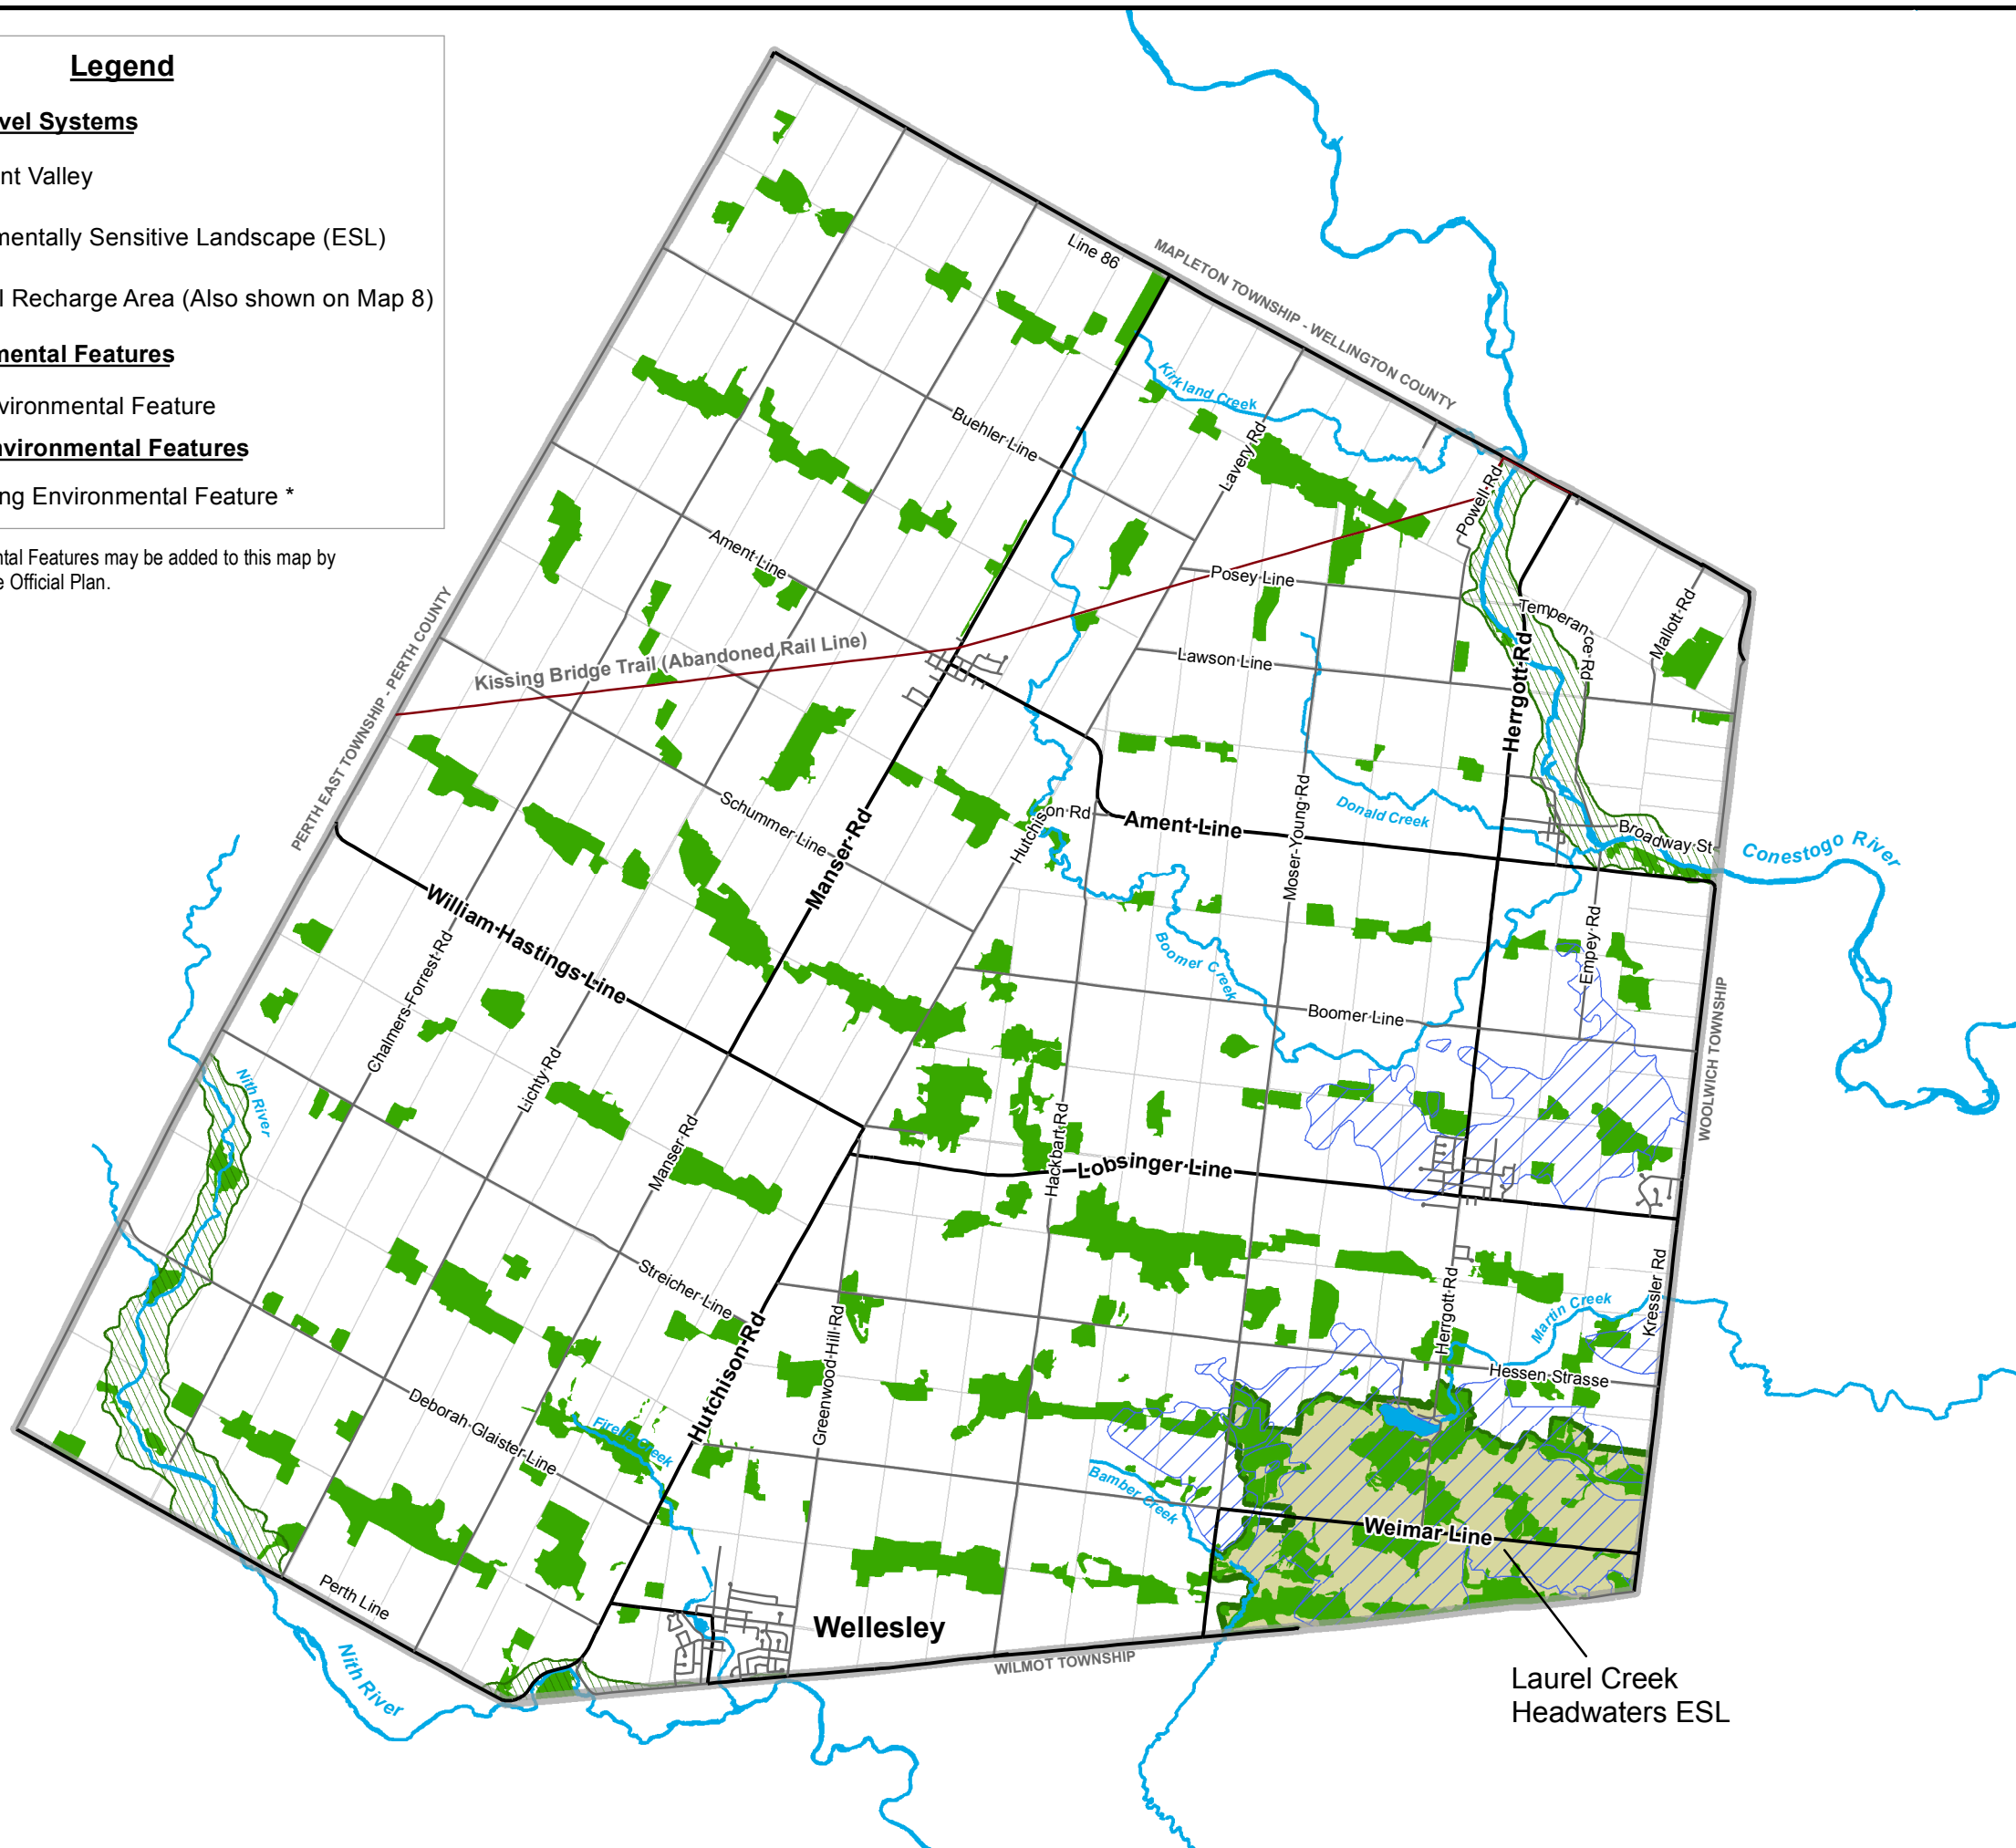 Legend
vel Systems
nt Valley
mentally Sensitive Landscape (ESL)
l Recharge Area (Also shown on Map 8)
mental Features
vironmental Feature
nvironmental Features
ng Environmental Feature *
ntal Features may be added to this map by
e Official Plan.
Line 86
MAPLETON TOWNSHIP - WELLINGTON COUNTY
Kirkland Creek
Buehler Line
Lavery Rd
Powell Rd
Ament Line
Posey Line
Temperance Rd
Mallott Rd
Lawson Line
Herrgott Rd
Kissing Bridge Trail (Abandoned Rail Line)
PERTH EAST TOWNSHIP - PERTH COUNTY
Schummer Line
Manser Rd
Hutchison Rd
Ament Line
Moser-Young Rd
Donald Creek
Broadway St
Conestogo River
William Hastings Line
Chalmers-Forrest Rd
Boomer Creek
Empey Rd
Boomer Line
WOOLWICH TOWNSHIP
Nith River
Lichty Rd
Manser Rd
Hackbart Rd
Lobsinger Line
Streicher Line
Hutchison Rd
Greenwood Hill Rd
Herrgott Rd
Martin Creek
Kressler Rd
Hessen Strasse
Deborah Glaister Line
Firella Creek
Bamber Creek
Weimar Line
Perth Line
Wellesley
Nith River
WILMOT TOWNSHIP
Laurel Creek
Headwaters ESL